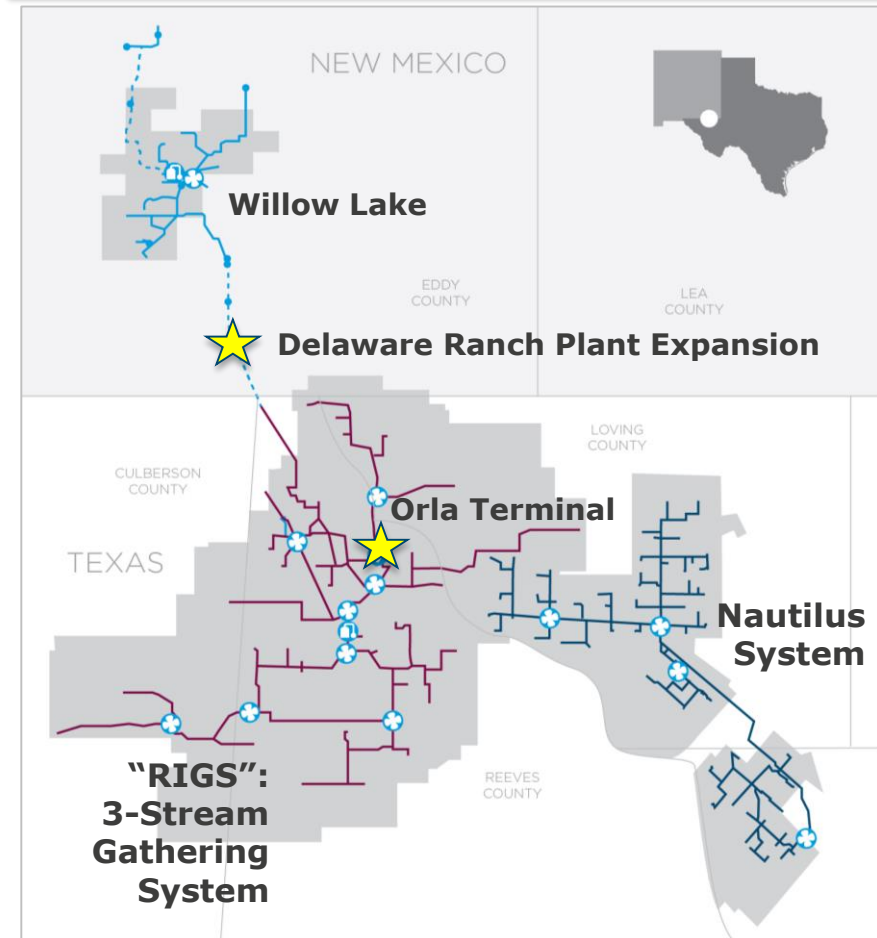 NEW MEXICO
Willow Lake
EDDY
COUNTY
LEA
COUNTY
Delaware Ranch Plant Expansion
LOVING
COUNTY
CULBERSON
COUNTY
Orla Terminal
TEXAS
Nautilus
System
“RIGS”:
3-Stream
Gathering
System
REEVES
COUNTY